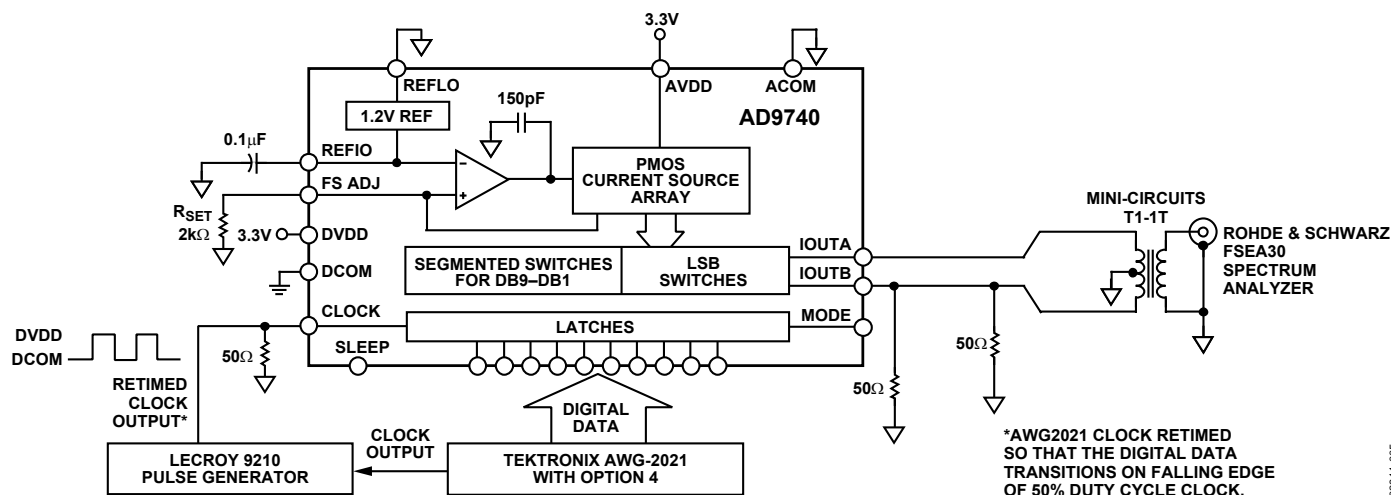 3.3V
REFLO
AVDD
ACOM
150pF
1.2V REF
AD9740
0.1µF
REFIO
PMOS
CURRENT SOURCE
ARRAY
FS ADJ
RSET
2kΩ
3.3V
DVDD
MINI-CIRCUITS
T1-1T
ROHDE & SCHWARZ
FSEA30
SPECTRUM
ANALYZER
IOUTA
DCOM
SEGMENTED SWITCHES
FOR DB9–DB1
LSB
SWITCHES
IOUTB
CLOCK
LATCHES
MODE
DVDD
DCOM
50Ω
SLEEP
50Ω
50Ω
RETIMED
CLOCK
OUTPUT*
DIGITAL
DATA
CLOCK
OUTPUT
LECROY 9210
PULSE GENERATOR
TEKTRONIX AWG-2021
WITH OPTION 4
*AWG2021 CLOCK RETIMED
SO THAT THE DIGITAL DATA
TRANSITIONS ON FALLING EDGE
OF 50% DUTY CYCLE CLOCK.